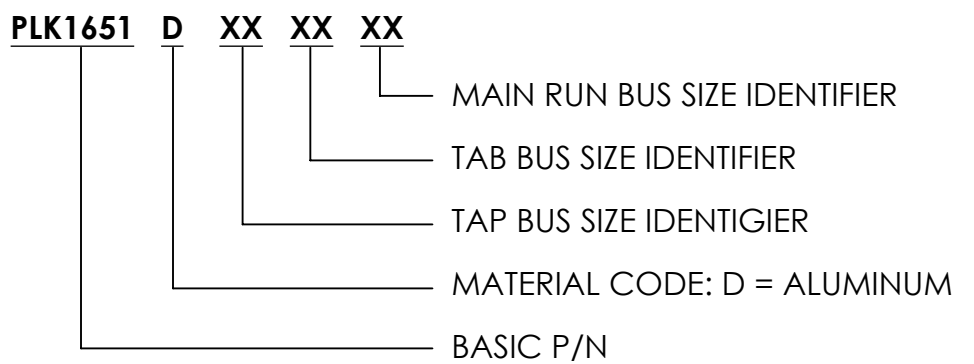 PLK1651 D XX XX XX
MAIN RUN BUS SIZE IDENTIFIER
TAB BUS SIZE IDENTIFIER
TAP BUS SIZE IDENTIGIER
MATERIAL CODE: D = ALUMINUM
BASIC P/N